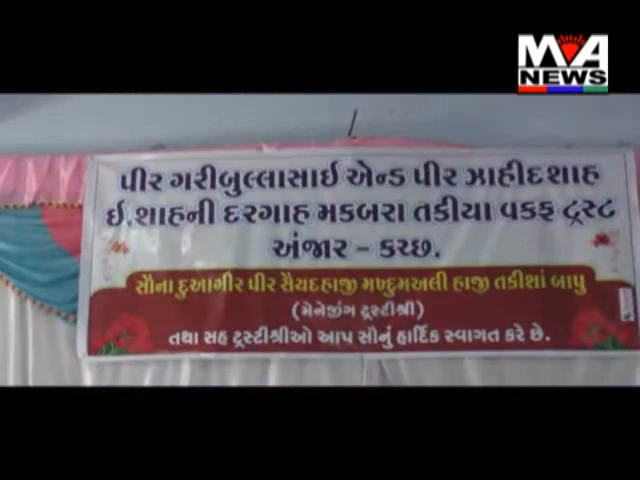 MAA
NEWS
પીર ગરીબુલ્લાસાઈ એન્ડ પીર ઝાહીદશાહ
ઈ.શાહની દરગાહ મકબરા તકીયા વકફ ટ્રસ્ટ
અંજાર - કચ્છ.
સૌના દુઆગીર પીર સૈયદહાજી મખ્દુમઅલી હાજી તકીશાં બાપુ
(મેનેજીંગ ટ્રસ્ટીશ્રી)
તથા સહ ટ્રસ્ટીશ્રીઓ આપ સૌનું હાર્દિક સ્વાગત કરે છે.